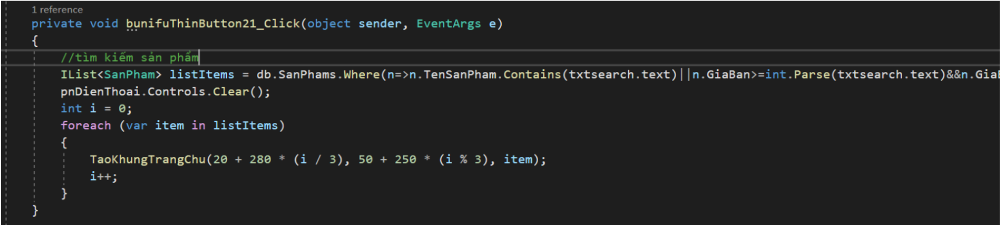 1 reference
private void bunifuThinButton21_Click(object sender, EventArgs e)
{
//tìm kiếm sản phẩm
IList<SanPham> listItems = db.SanPhams.Where(n=>n.TenSanPham.Contains(txtsearch.text)||n.GiaBan>=int.Parse(txtsearch.text)&&n.Gia
pnDienThoai.Controls.Clear();
int i = 0;
foreach (var item in listItems)
{
TaoKhungTrangChu(20 + 280 * (i / 3), 50 + 250 * (i % 3), item);
i++;
}
}